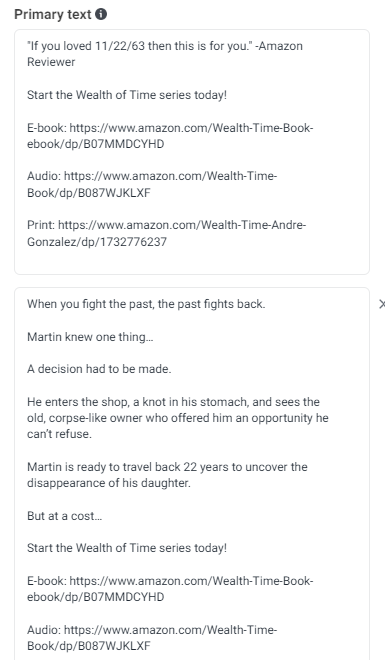 Primary text
"If you loved 11/22/63 then this is for you." -Amazon
Reviewer
Start the Wealth of Time series today!
E-book: https://www.amazon.com/Wealth-Time-Book-
ebook/dp/B07MMDCYHD
Audio: https://www.amazon.com/Wealth-Time-
Book/dp/B087WJKLXF
Print: https://www.amazon.com/Wealth-Time-Andre-
Gonzalez/dp/1732776237
When you fight the past, the past fights back.
Martin knew one thing…
A decision had to be made.
He enters the shop, a knot in his stomach, and sees the
old, corpse-like owner who offered him an opportunity he
can’t refuse.
Martin is ready to travel back 22 years to uncover the
disappearance of his daughter.
But at a cost…
Start the Wealth of Time series today!
E-book: https://www.amazon.com/Wealth-Time-Book-
ebook/dp/B07MMDCYHD
Audio: https://www.amazon.com/Wealth-Time-
Book/dp/B087WJKLXF